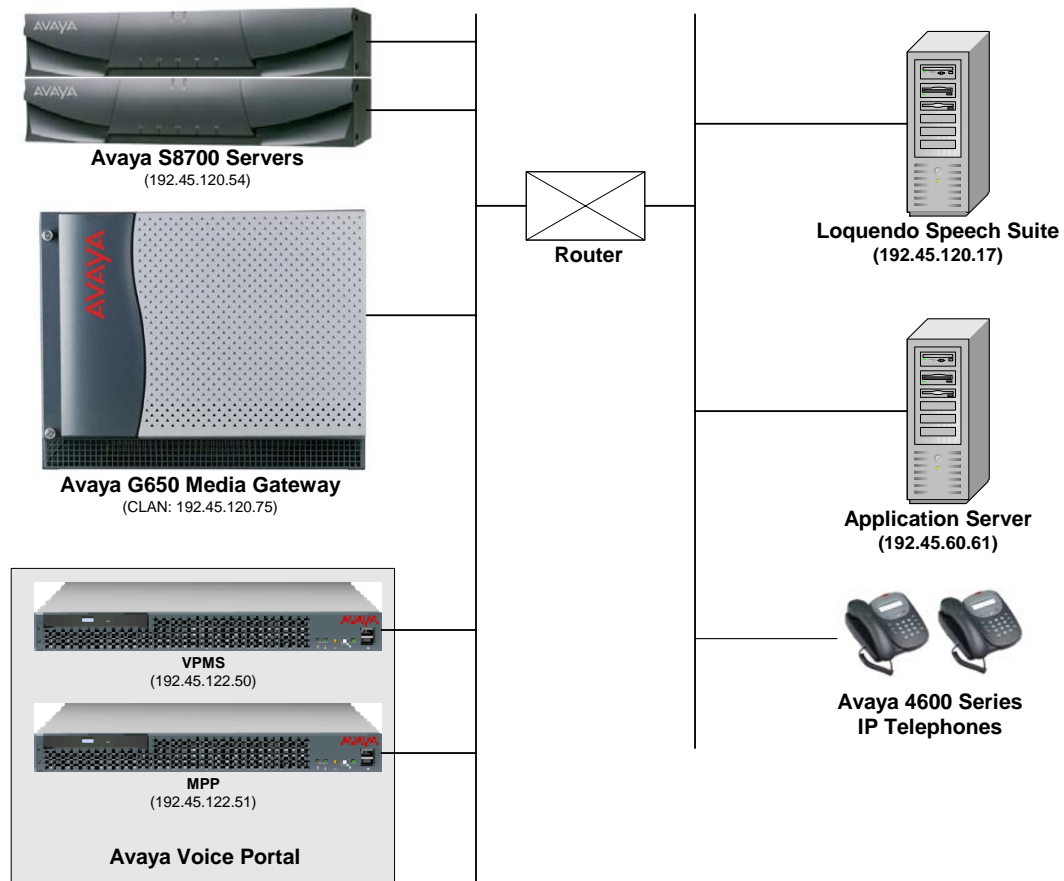 AVAYA
AVAYA
Avaya S8700 Servers
(192.45.120.54)
AVAYA
Avaya G650 Media Gateway
(CLAN: 192.45.120.75)
AVAYA
VPMS
(192.45.122.50)
AVAYA
MPP
(192.45.122.51)
Avaya Voice Portal
Router
Loquendo Speech Suite
(192.45.120.17)
Application Server
(192.45.60.61)
Avaya 4600 Series
IP Telephones